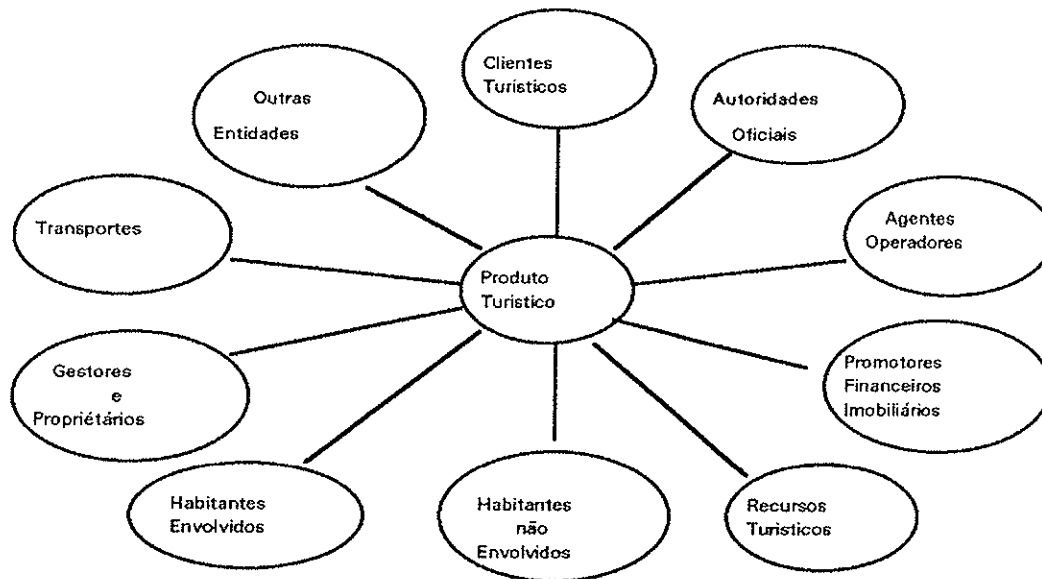 Clientes
Turísticos
Outras
Entidades
Autoridades
Oficiais
Transportes
Agentes
Operadores
Produto
Turistico
Gestores
e
Propriétários
Promotores
Financeiros
Imobiliários
Habitantes
Envolvidos
Habitantes
não
Envolvidos
Recursos
Turisticos